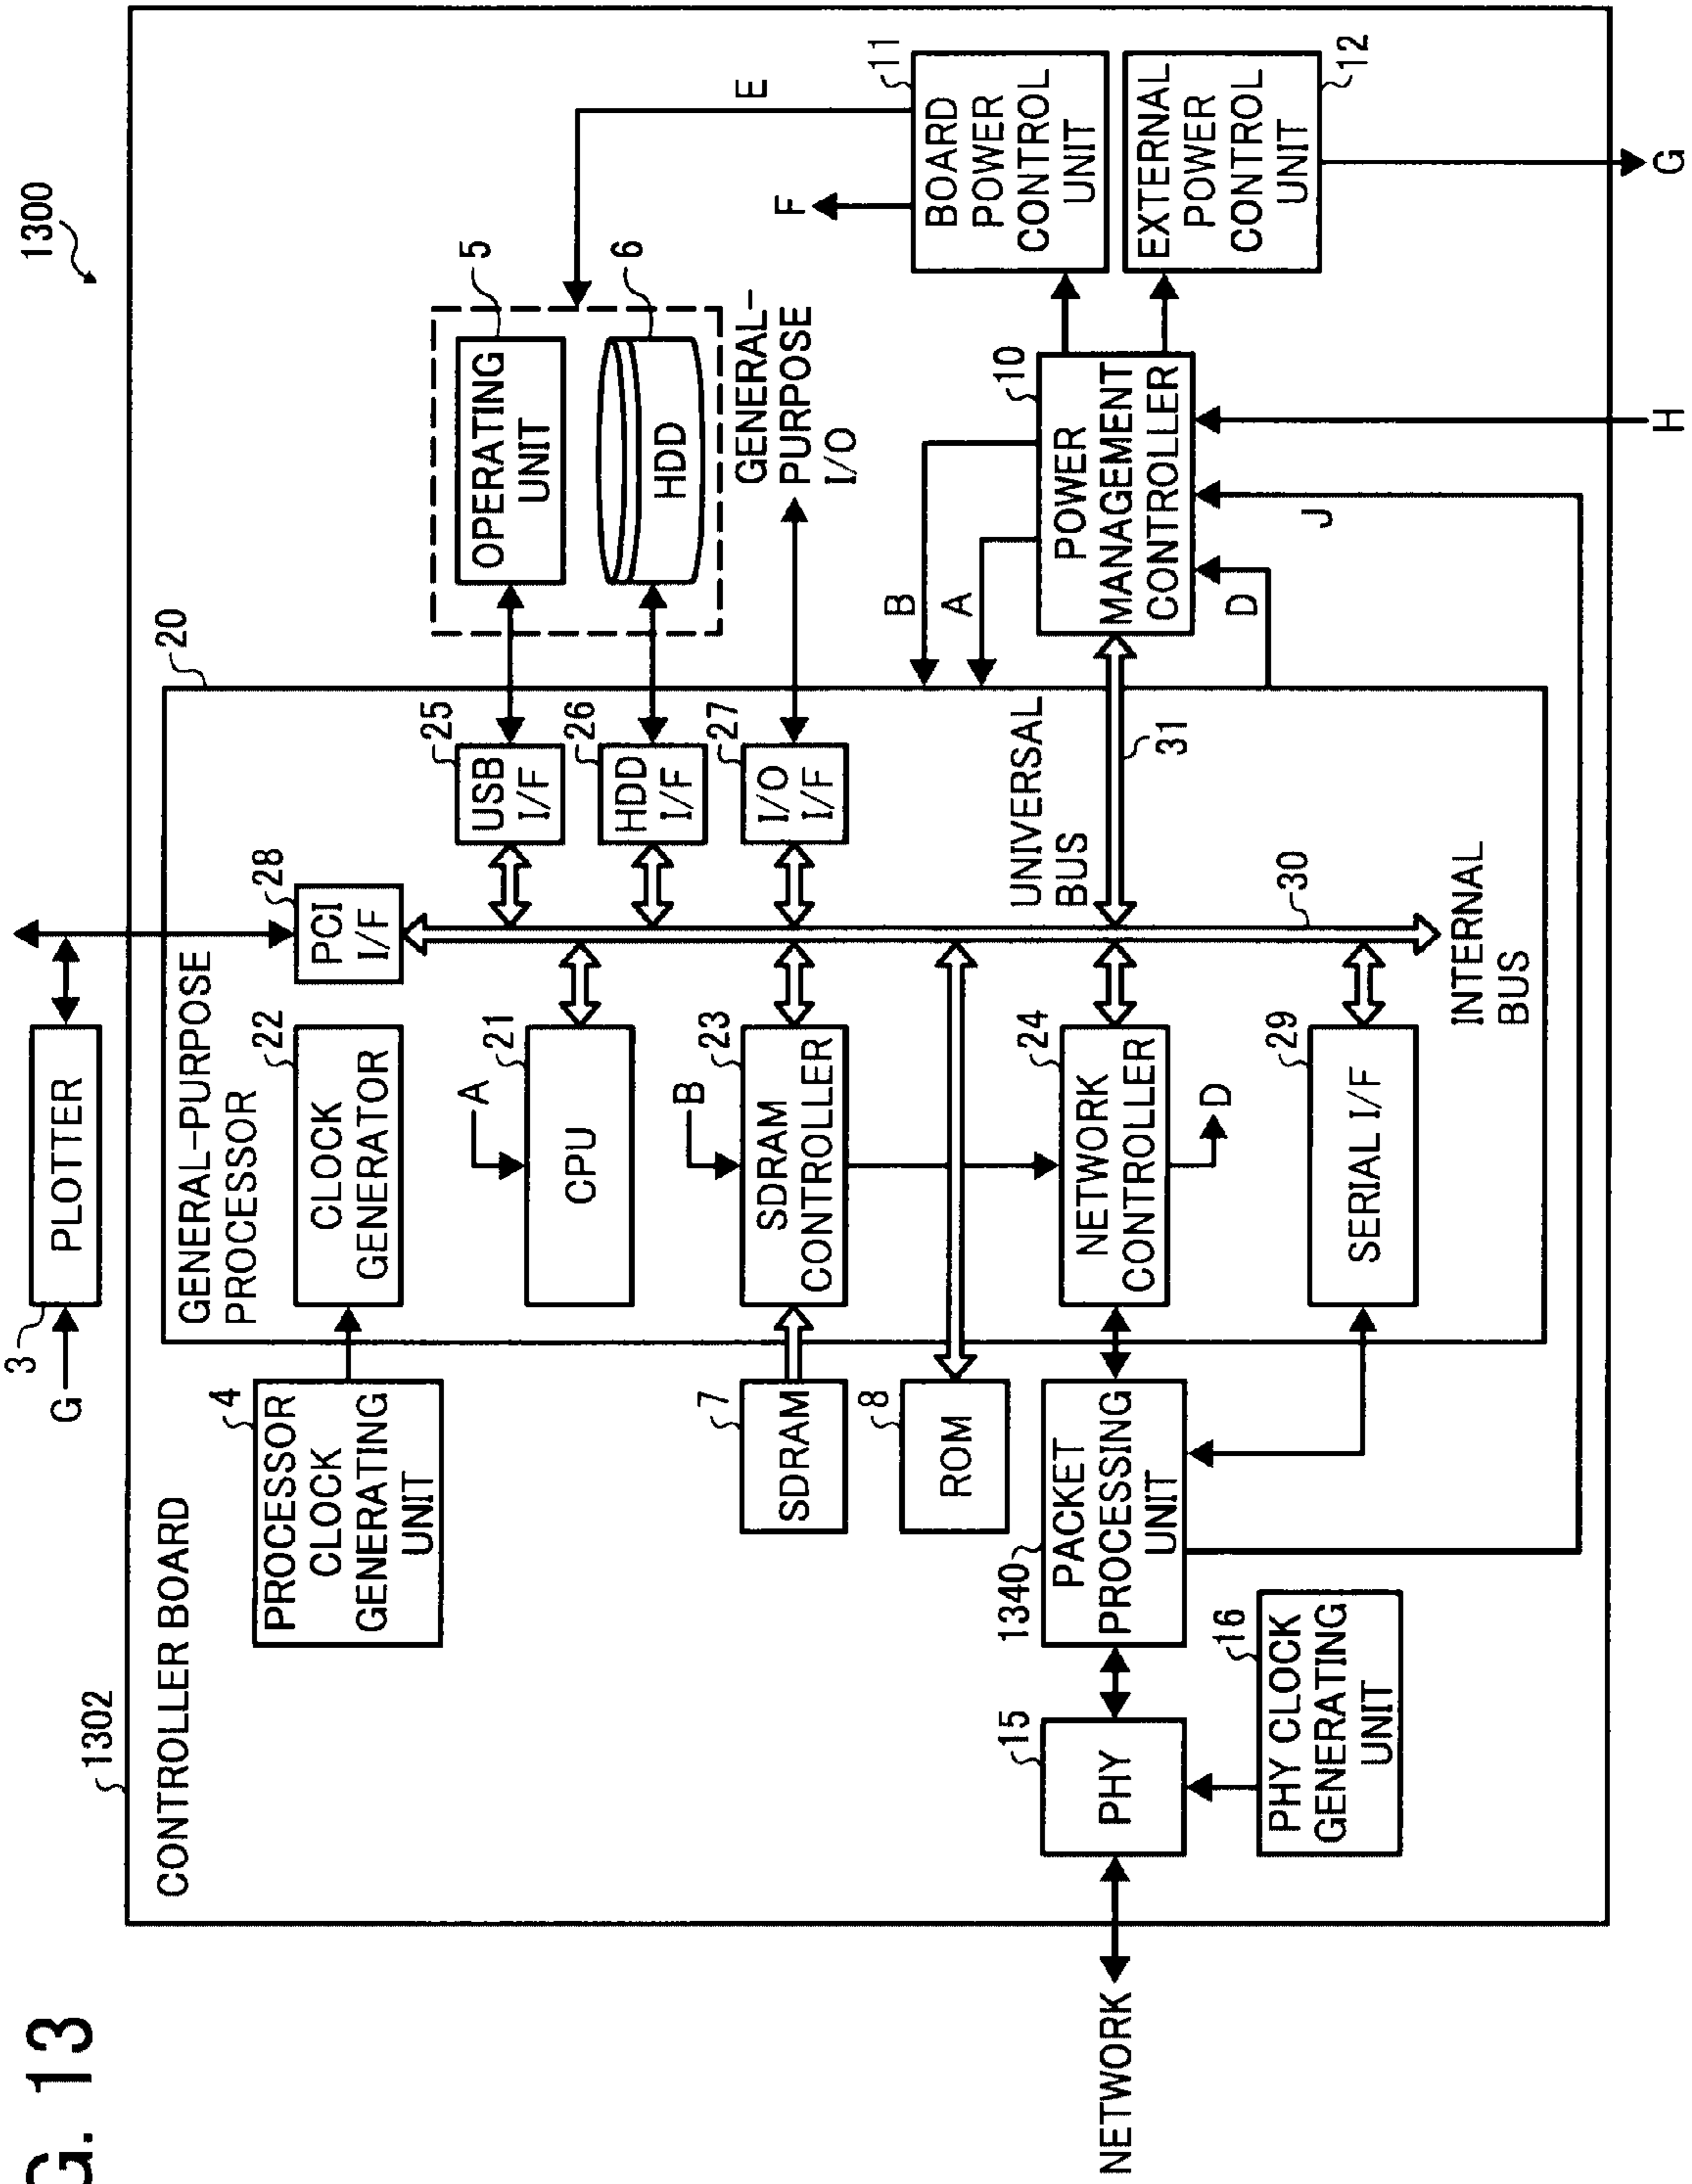 G. 13
1300
3
G
PLOTTER
1302
CONTROLLER BOARD
20
GENERAL-PURPOSE
PROCESSOR
4
PROCESSOR
CLOCK
GENERATING
UNIT
22
CLOCK
GENERATOR
28
PCI
I/F
A
21
CPU
25
USB
I/F
5
OPERATING
UNIT
26
HDD
I/F
6
HDD
27
I/O
I/F
GENERAL-
PURPOSE
I/O
E
F
7
SDRAM
B
23
SDRAM
CONTROLLER
8
ROM
11
BOARD
POWER
CONTROL
UNIT
B
A
UNIVERSAL
BUS
31
10
POWER
MANAGEMENT
CONTROLLER
12
EXTERNAL
POWER
CONTROL
UNIT
NETWORK
15
PHY
1340
PACKET
PROCESSING
UNIT
24
NETWORK
CONTROLLER
D
D
J
16
PHY CLOCK
GENERATING
UNIT
29
SERIAL I/F
30
INTERNAL
BUS
H
G